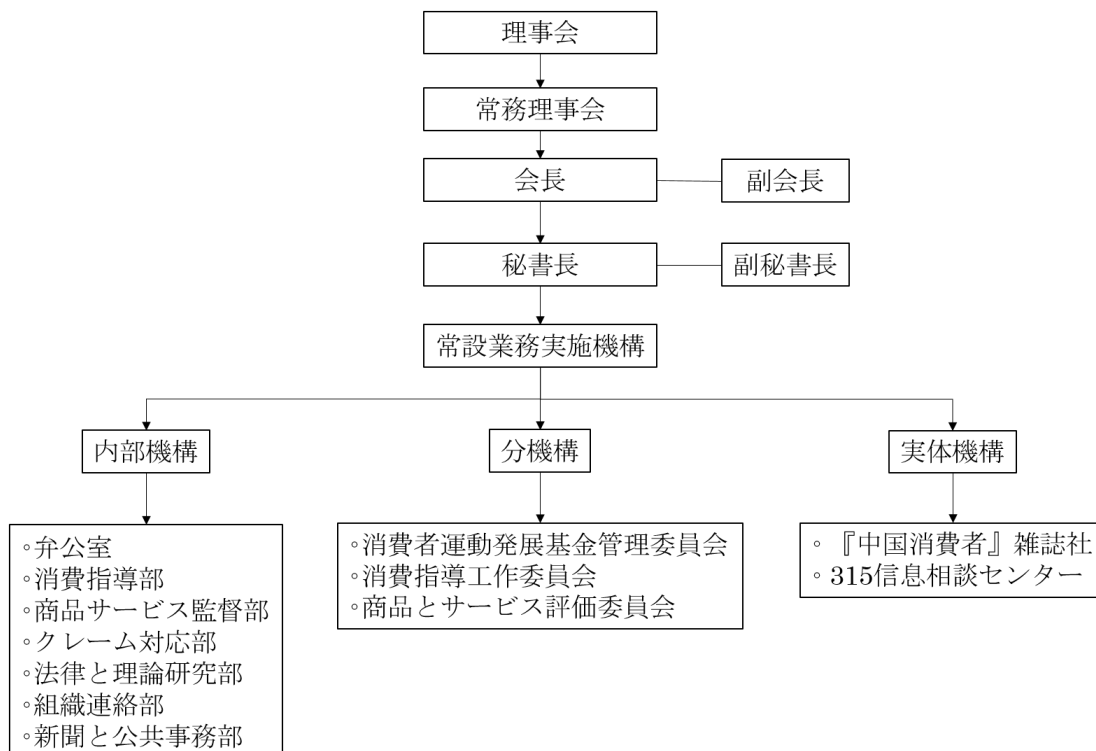 理事会
常務理事会
会長
副会長
秘書長
副秘書長
常設業務実施機構
内部機構
分機構
実体機構
◦弁公室
◦消費指導部
◦商品サービス監督部
◦クレーム対応部
◦法律と理論研究部
◦組織連絡部
◦新聞と公共事務部
◦消費者運動発展基金管理委員会
◦消費指導工作委員会
◦商品とサービス評価委員会
◦『中国消費者』雑誌社
◦315信息相談センター